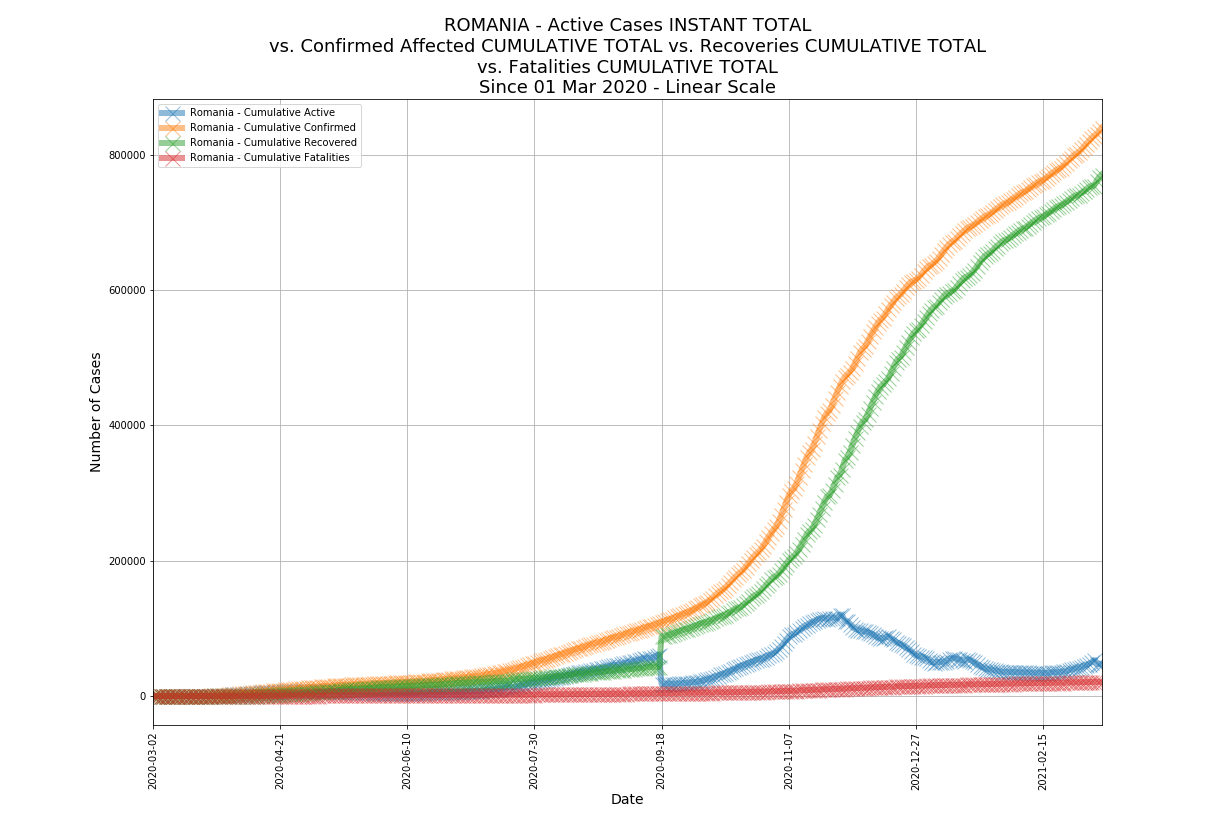 ROMANIA - Active Cases INSTANT TOTAL
vs. Confirmed Affected CUMULATIVE TOTAL vs. Recoveries CUMULATIVE TOTAL
vs. Fatalities CUMULATIVE TOTAL
Since 01 Mar 2020 - Linear Scale
Romania - Cumulative Active
Romania - Cumulative Confirmed
Romania - Cumulative Recovered
Romania - Cumulative Fatalities
Number of Cases
800000
600000
400000
200000
0
2020-03-02
2020-04-21
2020-06-10
2020-07-30
2020-09-18
2020-11-07
2020-12-27
2021-02-15
Date